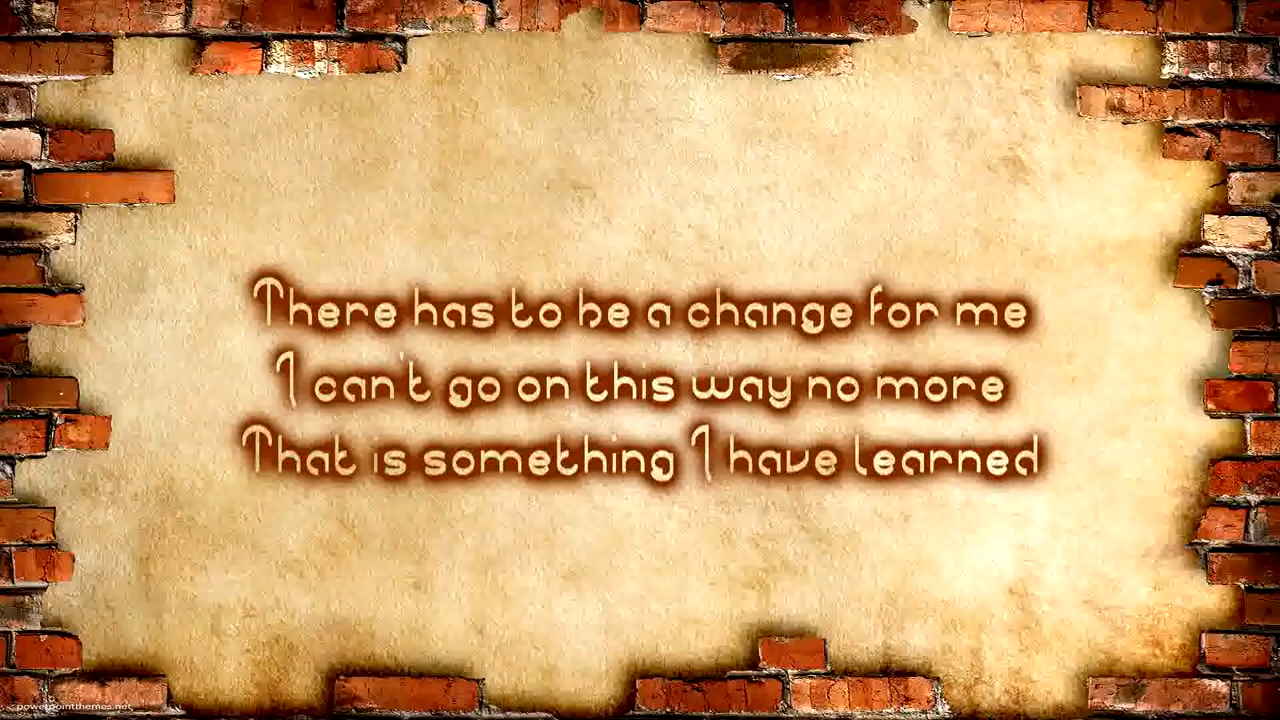 There has to be a change for me
I can't go on this way no more
That is something I have learned
powerpointthemes.net